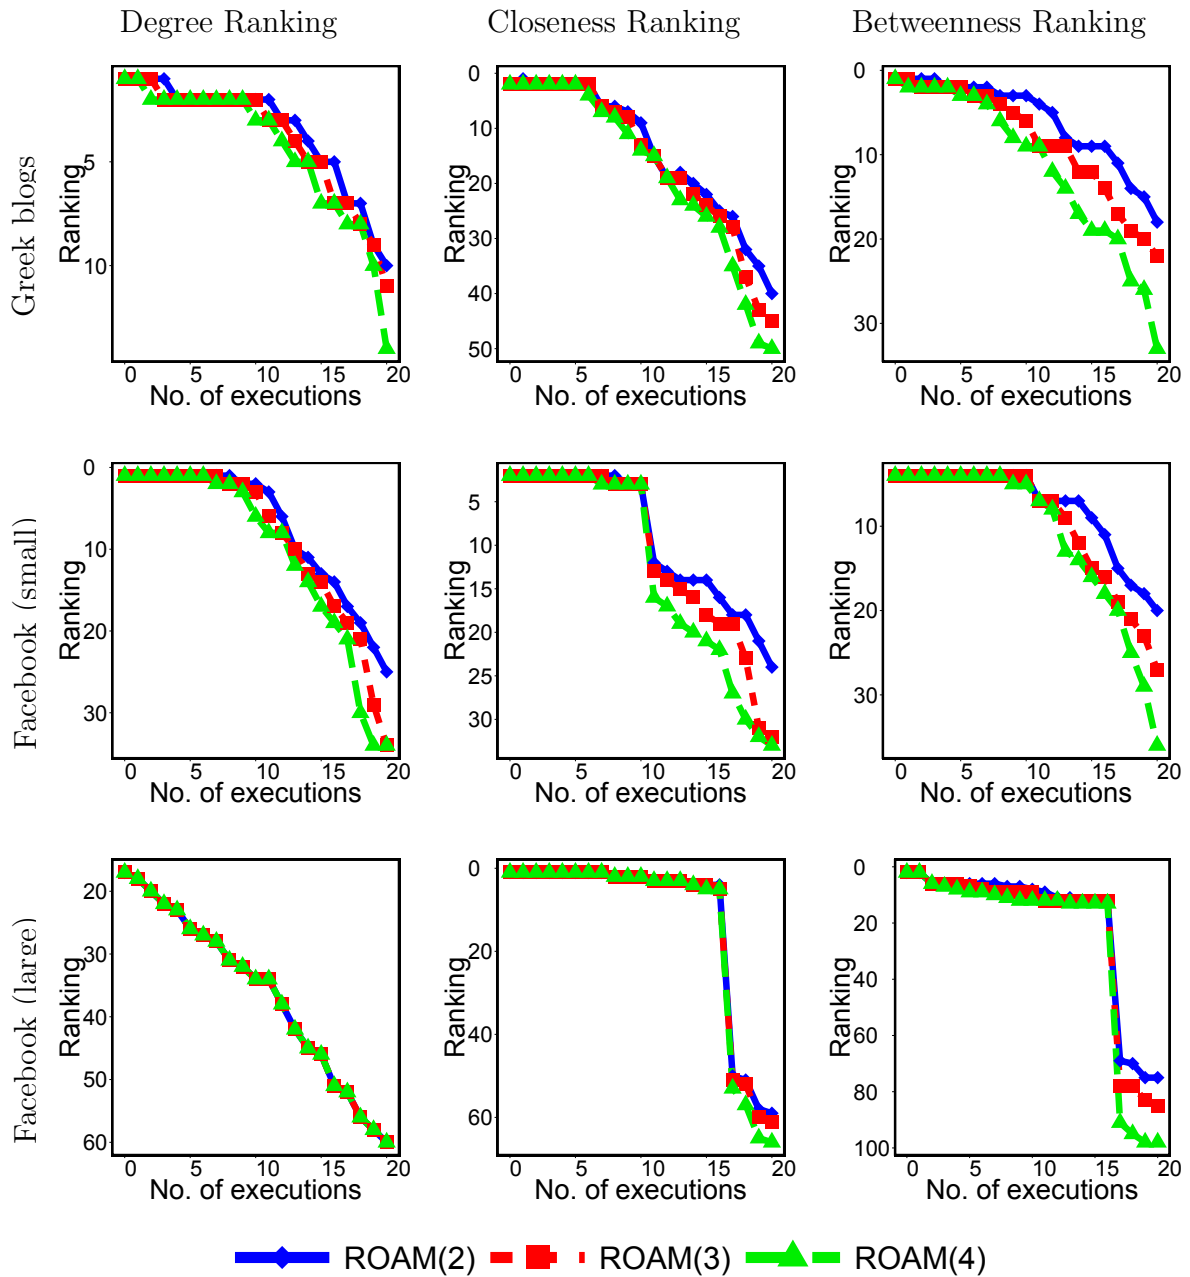 Degree Ranking Closeness Ranking Betweenness Ranking
Greek blogs
Ranking
5
10
0 5 10 15 20
No. of executions
Ranking
0
10
20
30
40
50
0 5 10 15 20
No. of executions
Ranking
0
10
20
30
0 5 10 15 20
No. of executions
Facebook (small)
Ranking
0
10
20
30
0 5 10 15 20
No. of executions
Ranking
5
10
15
20
25
30
0 5 10 15 20
No. of executions
Ranking
10
20
30
0 5 10 15 20
No. of executions
Facebook (large)
Ranking
20
30
40
50
60
0 5 10 15 20
No. of executions
Ranking
0
20
40
60
0 5 10 15 20
No. of executions
Ranking
0
20
40
60
80
100
0 5 10 15 20
No. of executions
ROAM(2) ROAM(3) ROAM(4)